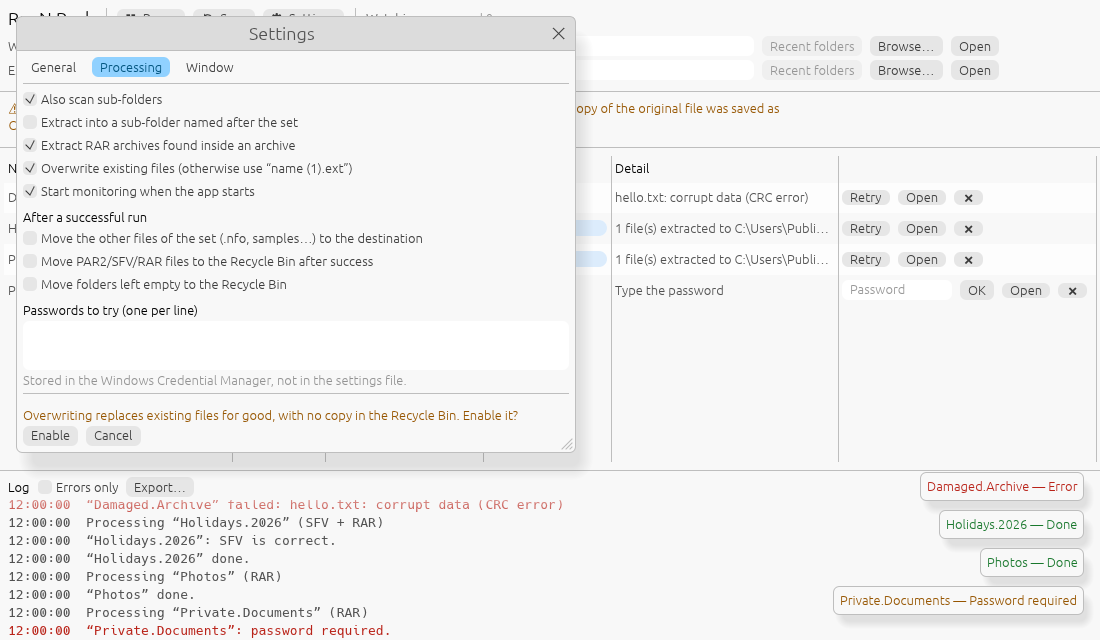 Settings
General Processing Window
Also scan sub-folders
Extract into a sub-folder named after the set
Extract RAR archives found inside an archive
Overwrite existing files (otherwise use “name (1).ext”)
Start monitoring when the app starts
After a successful run
Move the other files of the set (.nfo, samples…) to the destination
Move PAR2/SFV/RAR files to the Recycle Bin after success
Move folders left empty to the Recycle Bin
Passwords to try (one per line)
Stored in the Windows Credential Manager, not in the settings file.
Overwriting replaces existing files for good, with no copy in the Recycle Bin. Enable it?
Enable Cancel
Recent folders Browse… Open
Recent folders Browse… Open
opy of the original file was saved as
Detail
hello.txt: corrupt data (CRC error) Retry Open ×
1 file(s) extracted to C:\Users\Publi… Retry Open ×
1 file(s) extracted to C:\Users\Publi… Retry Open ×
Type the password Password OK Open ×
Log Errors only Export…
12:00:00 “Damaged.Archive” failed: hello.txt: corrupt data (CRC error)
12:00:00 Processing “Holidays.2026” (SFV + RAR)
12:00:00 “Holidays.2026”: SFV is correct.
12:00:00 “Holidays.2026” done.
12:00:00 Processing “Photos” (RAR)
12:00:00 “Photos” done.
12:00:00 Processing “Private.Documents” (RAR)
12:00:00 “Private.Documents”: password required.
Damaged.Archive — Error
Holidays.2026 — Done
Photos — Done
Private.Documents — Password required